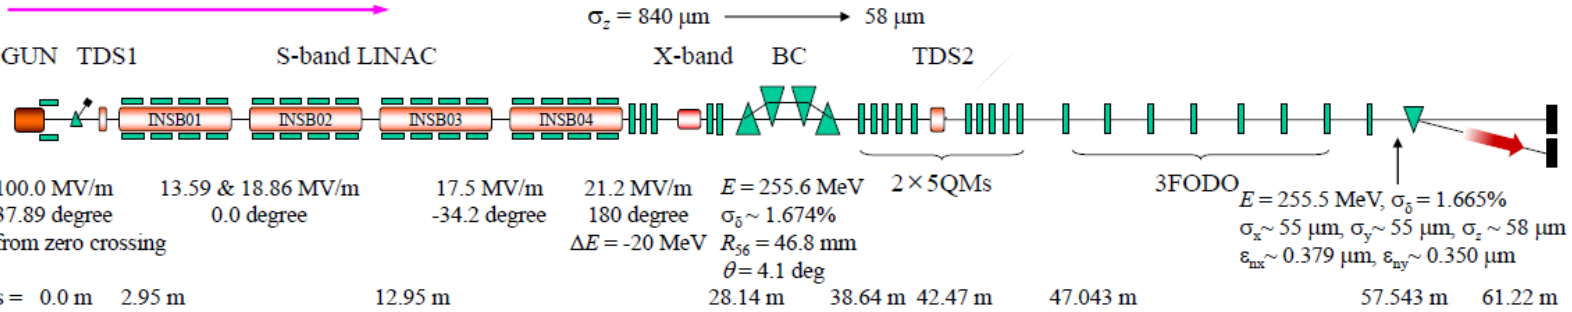 σz = 840 μm 58 μm
GUN TDS1 S-band LINAC X-band BC TDS2
INSB01 INSB02 INSB03 INSB04
100.0 MV/m 13.59 & 18.86 MV/m 17.5 MV/m 21.2 MV/m E = 255.6 MeV 2×5QMs 3FODO
37.89 degree 0.0 degree -34.2 degree 180 degree σδ ~ 1.674% E = 255.5 MeV, σδ = 1.665%
from zero crossing ΔE = -20 MeV R56 = 46.8 mm σx~ 55 μm, σy~ 55 μm, σz ~ 58 μm
θ = 4.1 deg εnx~ 0.379 μm, εny~ 0.350 μm
s = 0.0 m 2.95 m 12.95 m 28.14 m 38.64 m 42.47 m 47.043 m 57.543 m 61.22 m